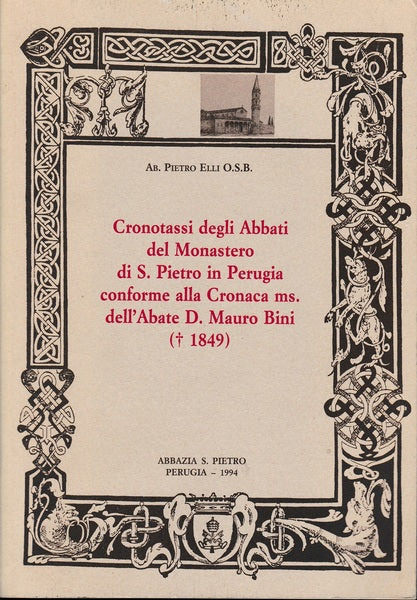 AB. PIETRO ELLI O.S.B.
Cronotassi degli Abbati
del Monastero
di S. Pietro in Perugia
conforme alla Cronaca ms.
dell'Abate D. Mauro Bini
(† 1849)
ABBAZIA S. PIETRO
PERUGIA – 1994